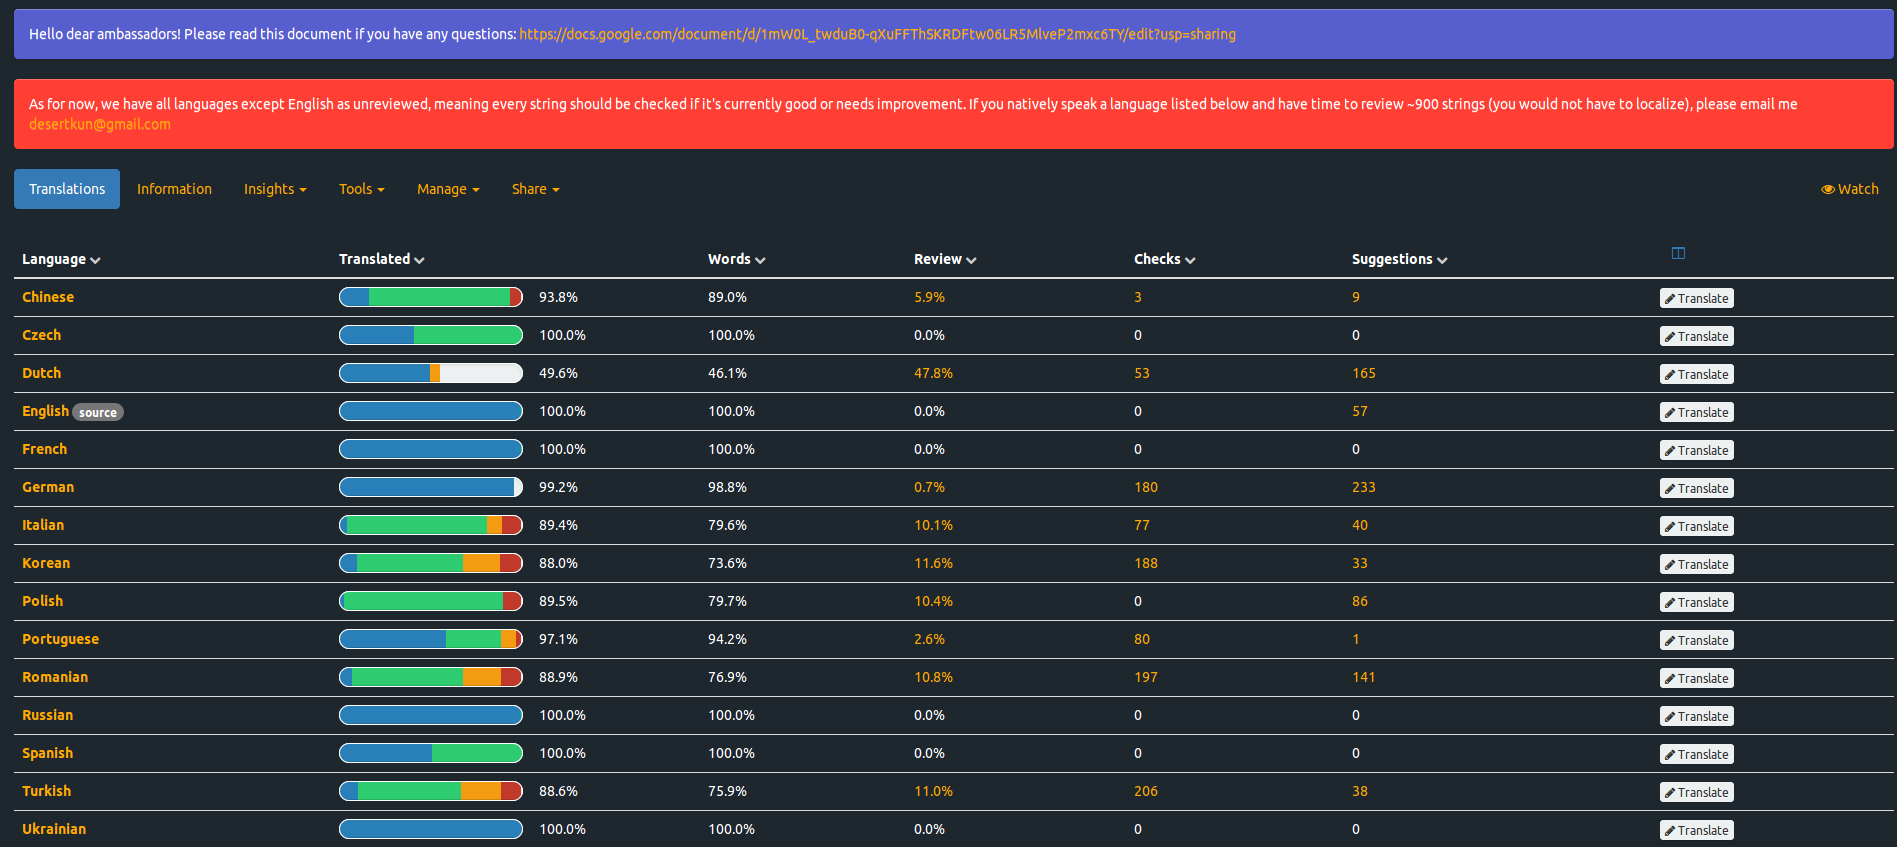 Hello dear ambassadors! Please read this document if you have any questions: https://docs.google.com/document/d/1mW0L_twduB0-qXuFFThSKRDFtw06LR5MlveP2mxc6TY/edit?usp=sharing
As for now, we have all languages except English as unreviewed, meaning every string should be checked if it's currently good or needs improvement. If you natively speak a language listed below and have time to review ~900 strings (you would not have to localize), please email me
desertkun@gmail.com
Translations Information Insights Tools Manage Share Watch
Language Translated Words Review Checks Suggestions
Chinese 93.8% 89.0% 5.9% 3 9 Translate
Czech 100.0% 100.0% 0.0% 0 0 Translate
Dutch 49.6% 46.1% 47.8% 53 165 Translate
English source 100.0% 100.0% 0.0% 0 57 Translate
French 100.0% 100.0% 0.0% 0 0 Translate
German 99.2% 98.8% 0.7% 180 233 Translate
Italian 89.4% 79.6% 10.1% 77 40 Translate
Korean 88.0% 73.6% 11.6% 188 33 Translate
Polish 89.5% 79.7% 10.4% 0 86 Translate
Portuguese 97.1% 94.2% 2.6% 80 1 Translate
Romanian 88.9% 76.9% 10.8% 197 141 Translate
Russian 100.0% 100.0% 0.0% 0 0 Translate
Spanish 100.0% 100.0% 0.0% 0 0 Translate
Turkish 88.6% 75.9% 11.0% 206 38 Translate
Ukrainian 100.0% 100.0% 0.0% 0 0 Translate